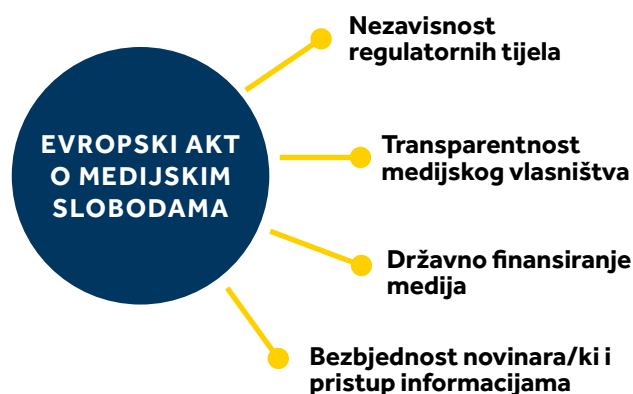 EVROPSKI AKT
O MEDIJSKIM
SLOBODAMA
Nezavisnost
regulatornih tijela
Transparentnost
medijskog vlasništva
Državno finansiranje
medija
Bezbjednost novinara/ki i
pristup informacijama